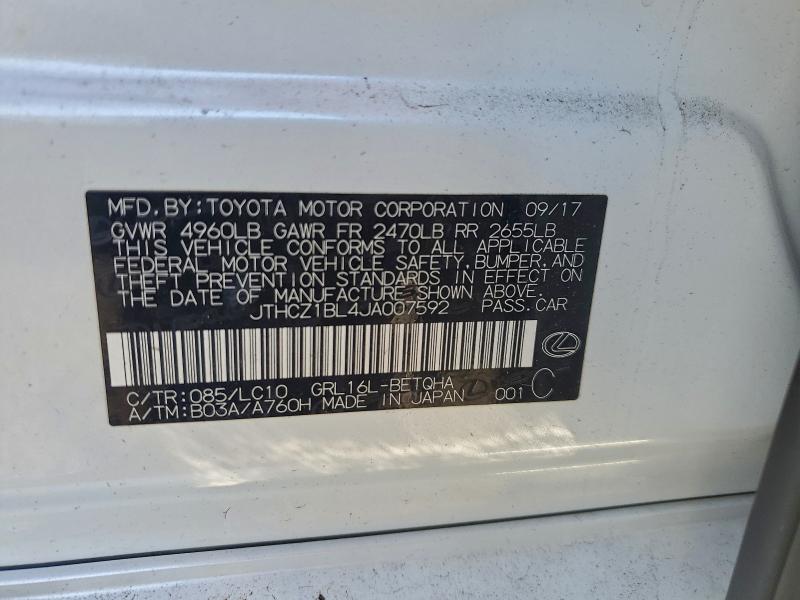 MFD.BY:TOYOTA MOTOR CORPORATION 09/17
GVWR 4960LB GAWR FR 2470LB RR 2655LB
THIS VEHICLE CONFORMS TO ALL APPLICABLE
FEDERAL MOTOR VEHICLE SAFETY, BUMPER, AND
THEFT PREVENTION STANDARDS IN EFFECT ON
THE DATE OF MANUFACTURE SHOWN ABOVE.
JTHCZ1BL4JA007592 PASS.CAR
C/TR:085/LC10 GRL16L-BETQHA
A/TM:B03A/A760H MADE IN JAPAN 001 C